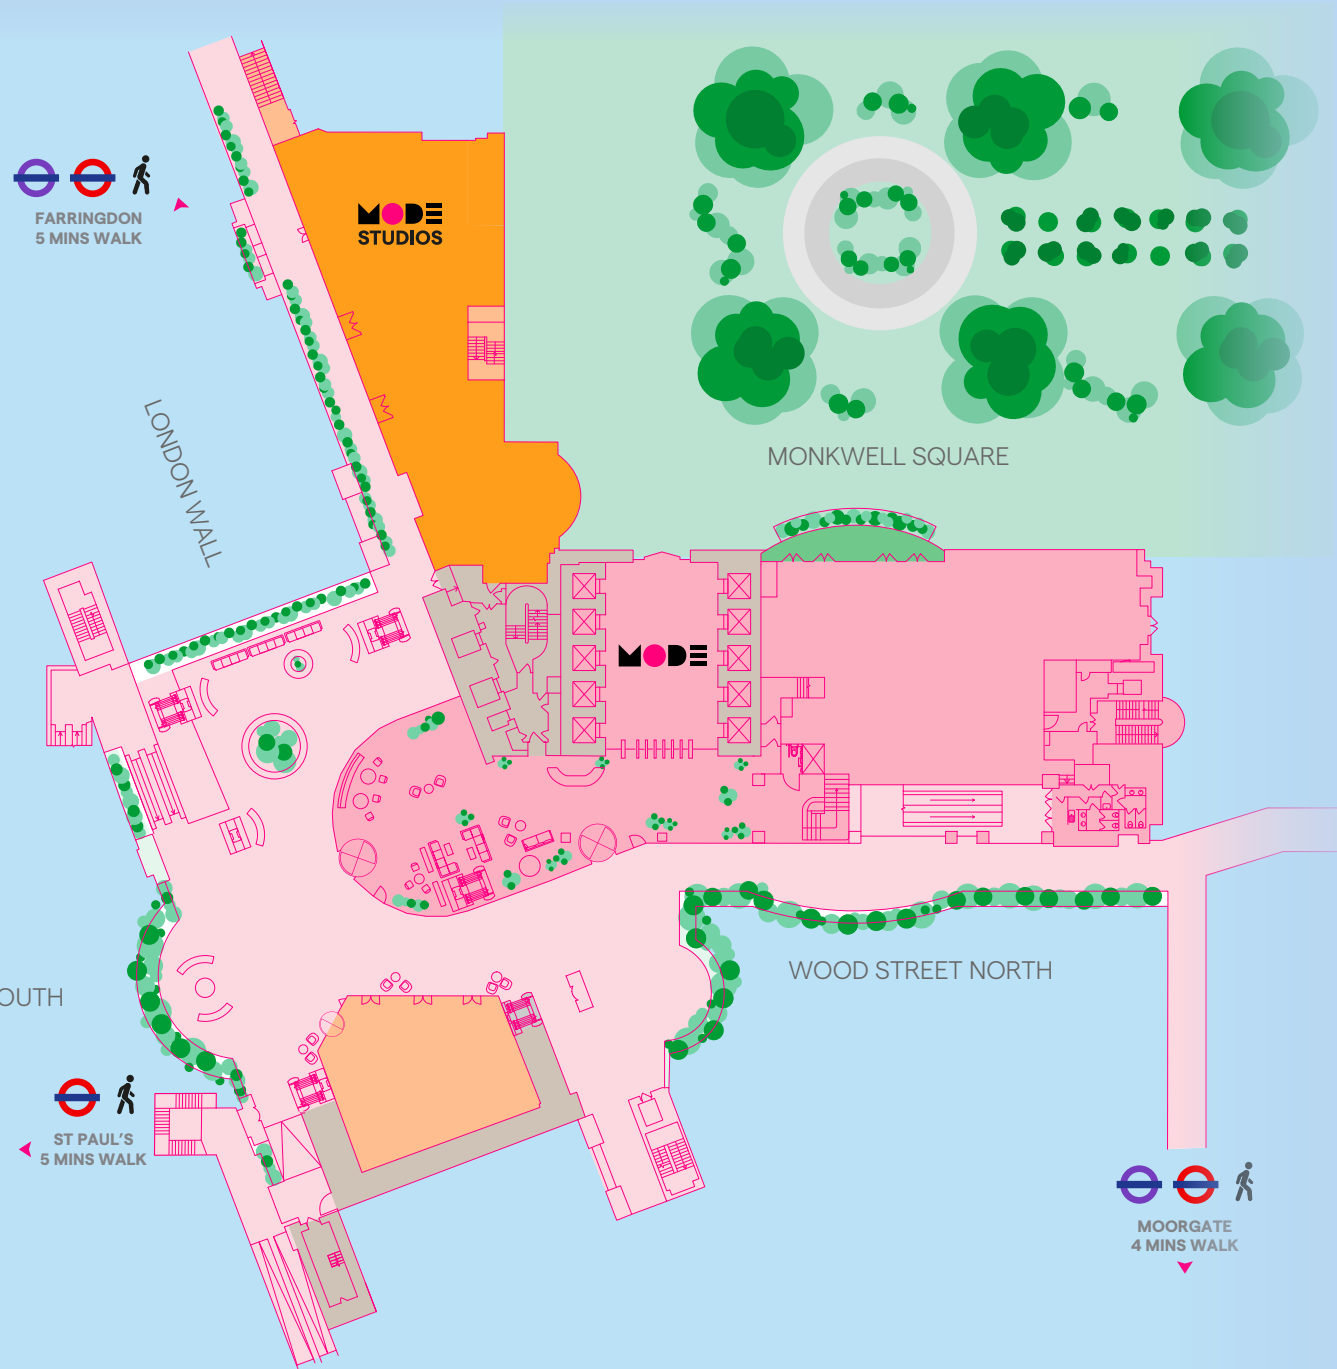 MODE
STUDIOS
FARRINGDON
5 MINS WALK
LONDON WALL
MONKWELL SQUARE
MODE
WOOD STREET NORTH
OUTH
ST PAUL'S
5 MINS WALK
MOORGATE
4 MINS WALK